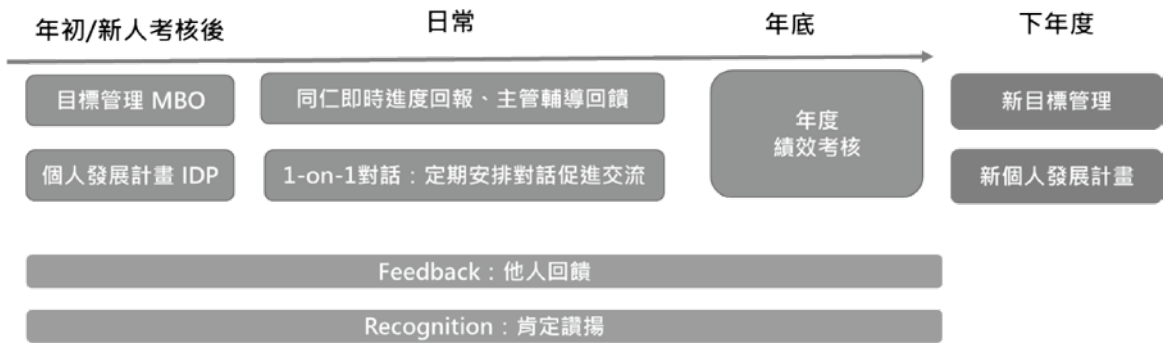 年初/新人考核後
日常
年底
下年度
目標管理 MBO
同仁即時進度回報、主管輔導回饋
年度
績效考核
新目標管理
個人發展計畫 IDP
1-on-1對話：定期安排對話促進交流
新個人發展計畫
Feedback：他人回饋
Recognition：肯定讚揚